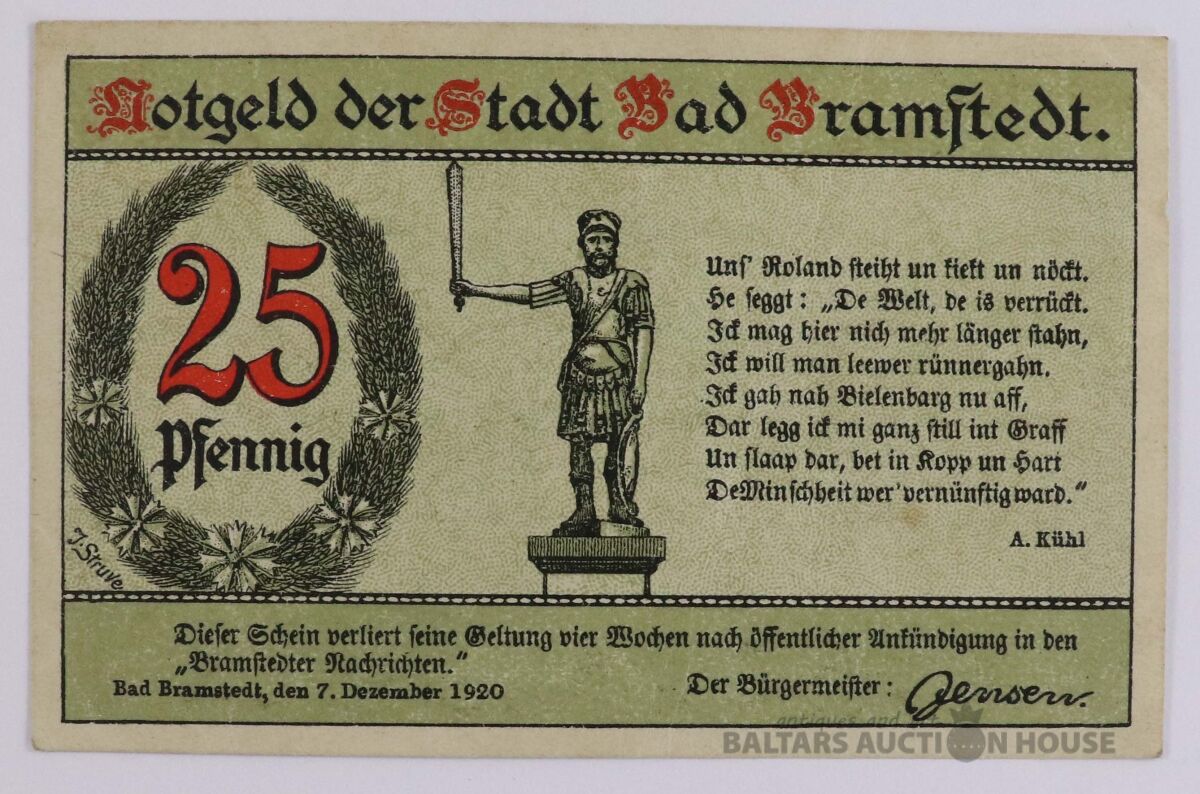 Notgeld der Stadt Bad Bramstedt.
25
Pfennig
J. Struve
Uns' Roland steiht un kiekt un nöckt.
He seggt: „De Welt, de is verrückt.
Ick mag hier nich mehr länger stahn,
Ick will man leewer rünnergahn.
Ick gah nah Bielenbarg nu aff,
Dar legg ick mi ganz still int Graff
Un slaap dar, bet in Kopp un Hart
De Minschheit wer' vernünftig ward."
A. Kühl
Dieser Schein verliert seine Geltung vier Wochen nach öffentlicher Ankündigung in den
„Bramstedter Nachrichten."
Bad Bramstedt, den 7. Dezember 1920
Der Bürgermeister: Jensen.
antiques and art
BALTARS AUCTION HOUSE